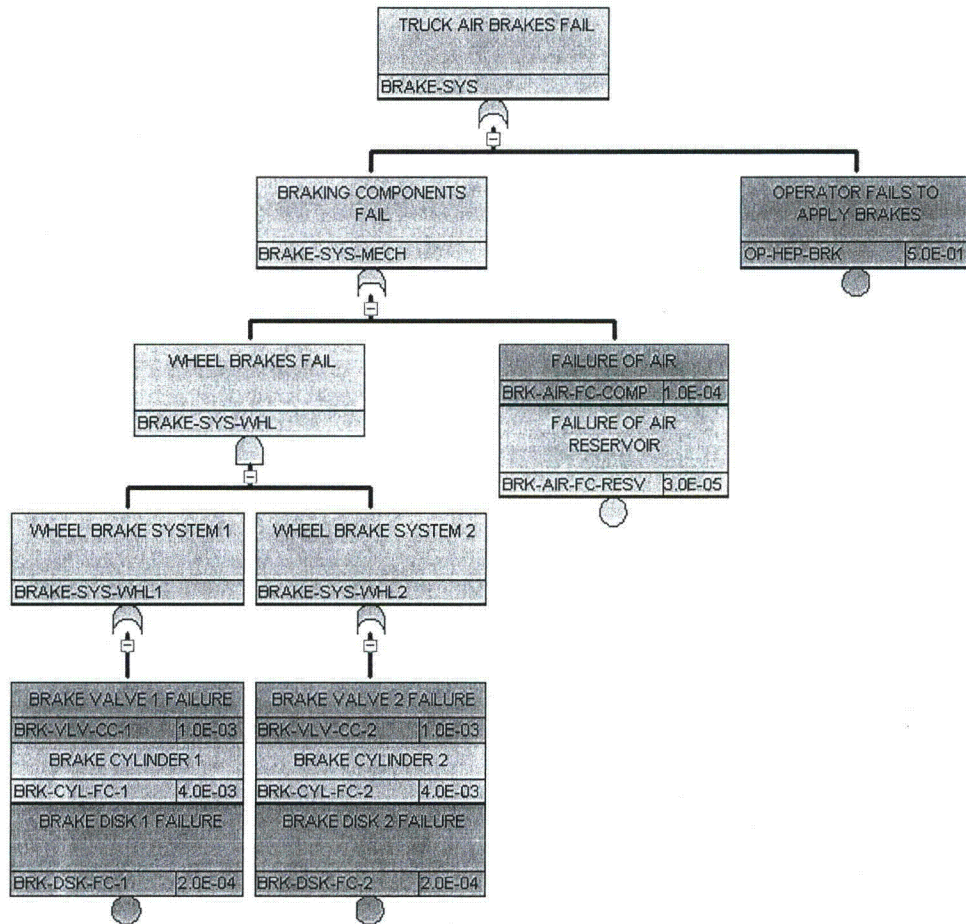 TRUCK AIR BRAKES FAIL
BRAKE-SYS
BRAKING COMPONENTS
FAIL
BRAKE-SYS-MECH
OPERATOR FAILS TO
APPLY BRAKES
OP-HEP-BRK 5.0E-01
WHEEL BRAKES FAIL
BRAKE-SYS-WHL
FAILURE OF AIR
BRK-AIR-FC-COMP 1.0E-04
FAILURE OF AIR
RESERVOIR
BRK-AIR-FC-RESV 3.0E-05
WHEEL BRAKE SYSTEM 1
BRAKE-SYS-WHL1
WHEEL BRAKE SYSTEM 2
BRAKE-SYS-WHL2
BRAKE VALVE 1 FAILURE
BRK-VLV-CC-1 1.0E-03
BRAKE CYLINDER 1
BRK-CYL-FC-1 4.0E-03
BRAKE DISK 1 FAILURE
BRK-DSK-FC-1 2.0E-04
BRAKE VALVE 2 FAILURE
BRK-VLV-CC-2 1.0E-03
BRAKE CYLINDER 2
BRK-CYL-FC-2 4.0E-03
BRAKE DISK 2 FAILURE
BRK-DSK-FC-2 2.0E-04